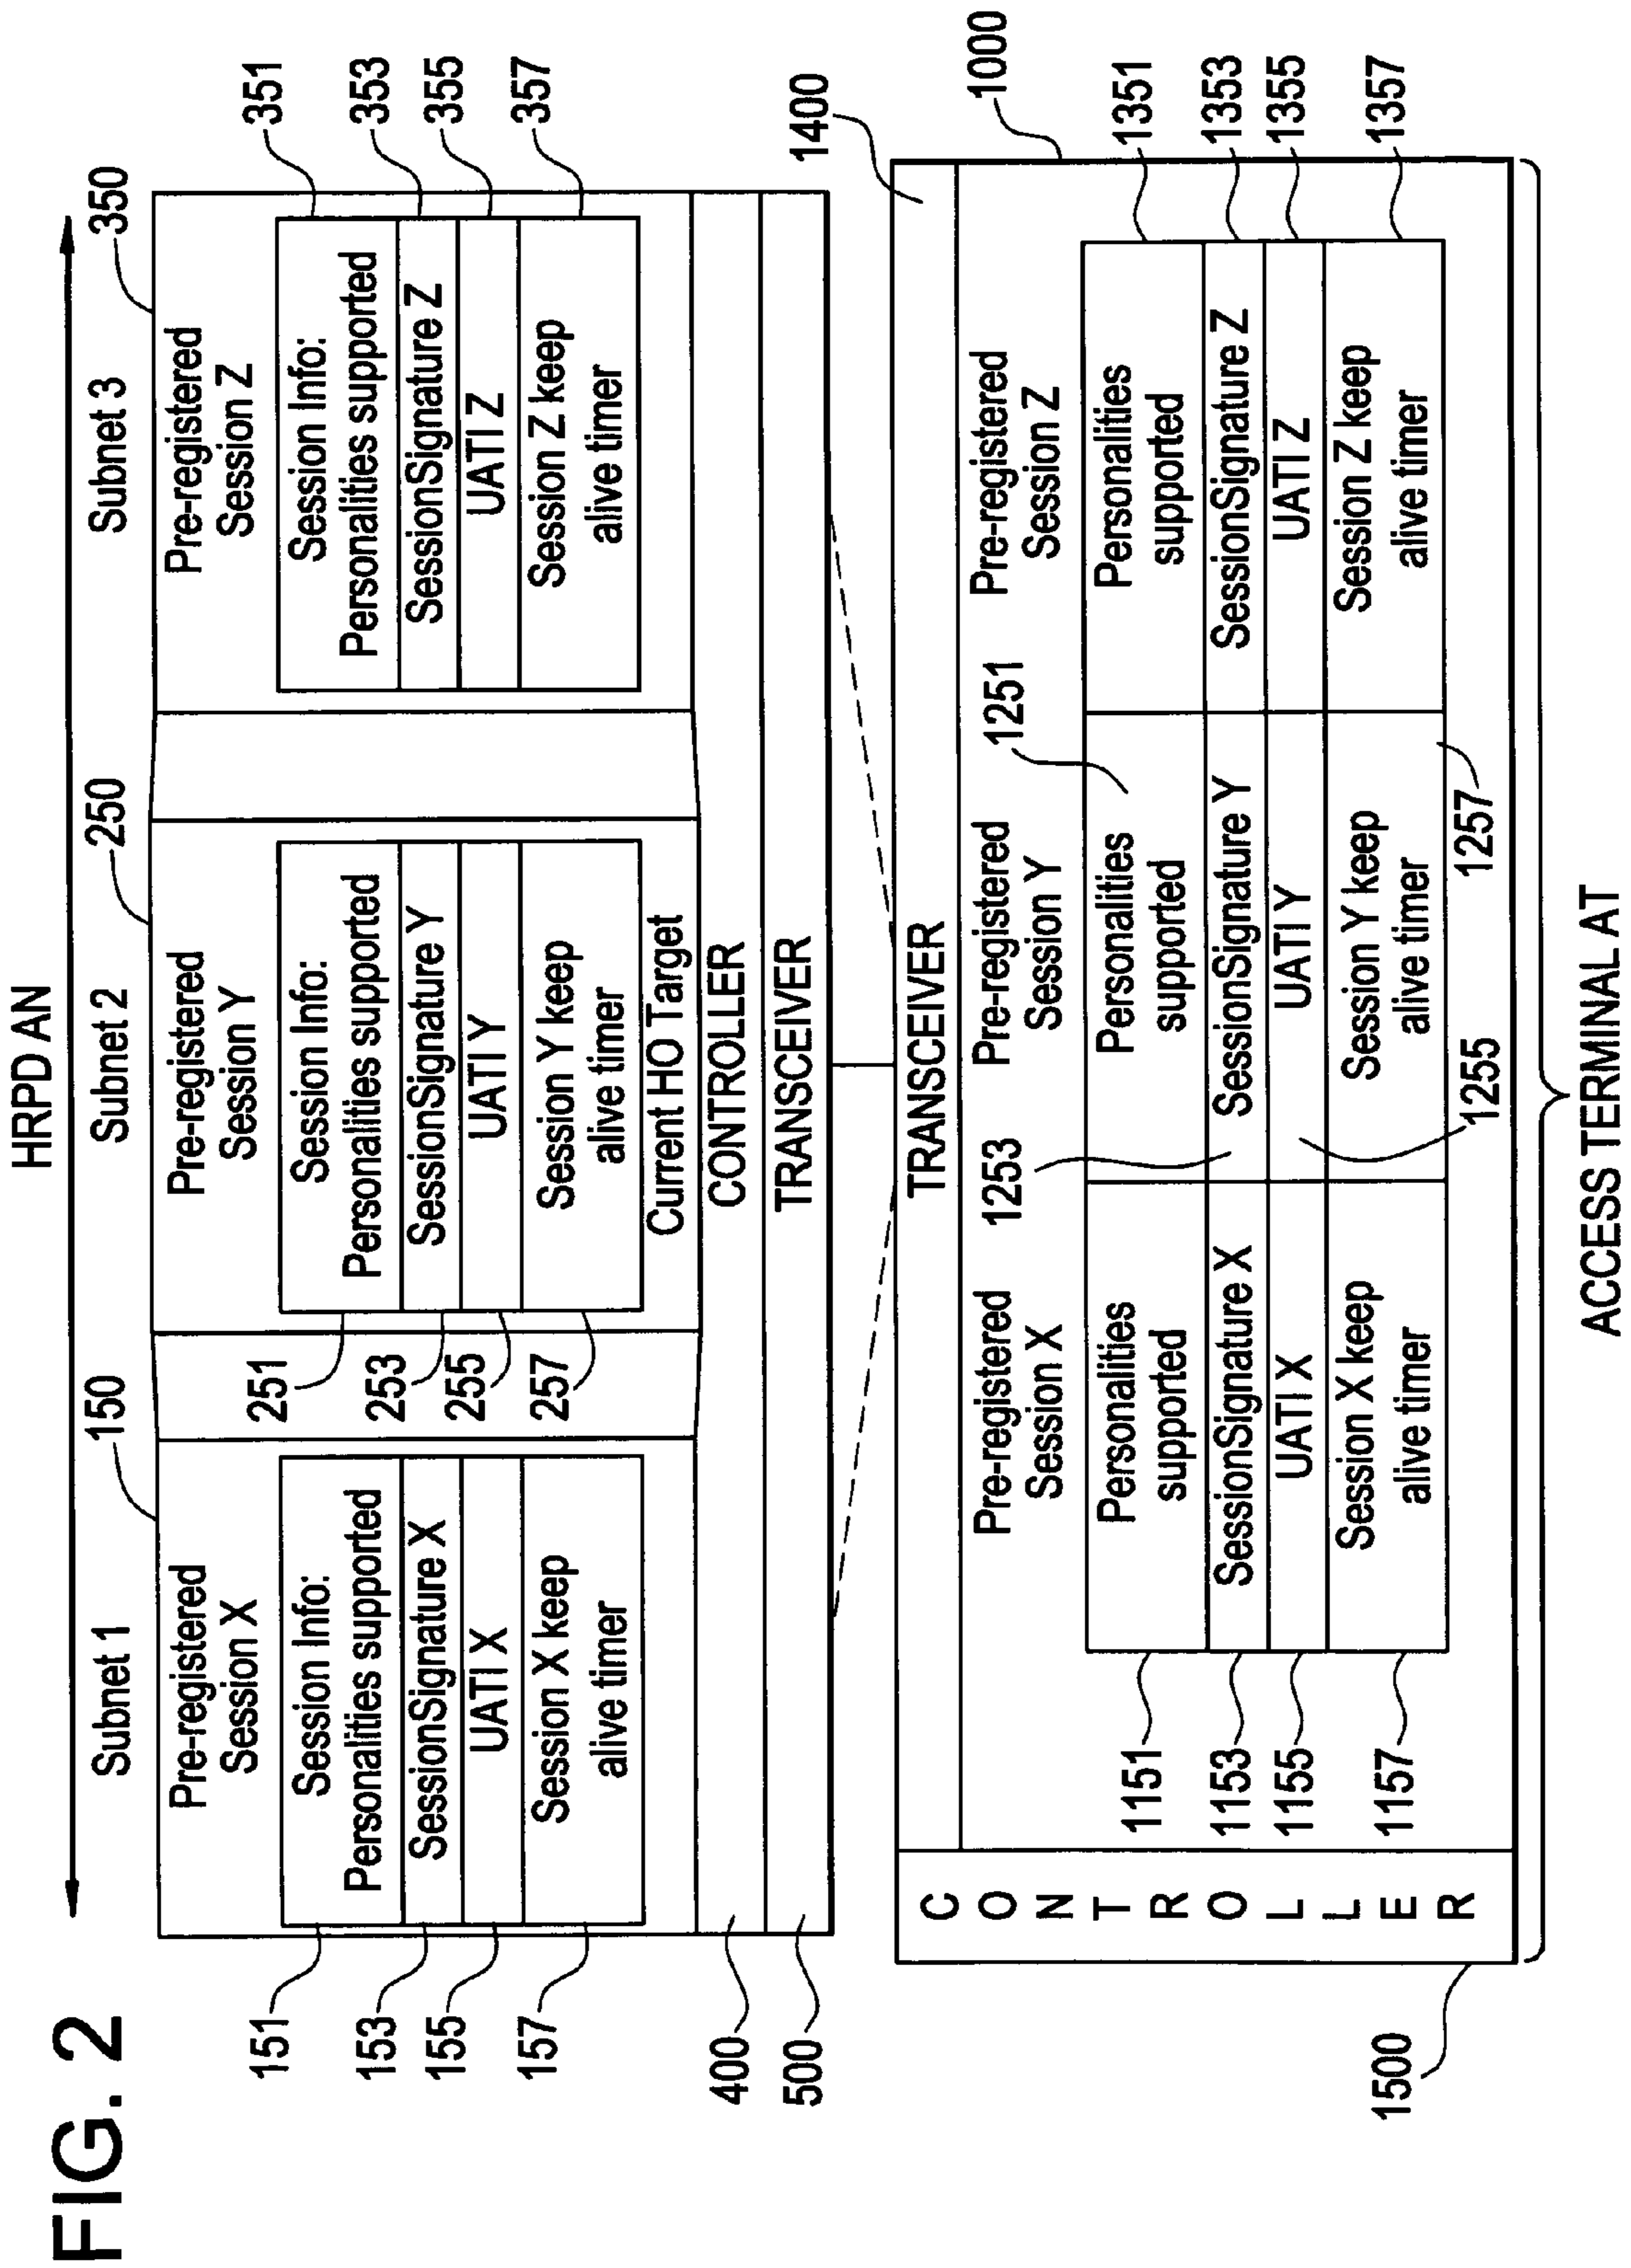 FIG. 2
HRPD AN
Subnet 1
Subnet 2
Subnet 3
150
250
350
Pre-registered
Session X
Session Info:
Personalities supported
SessionSignature X
UATI X
Session X keep
alive timer
151
153
155
157
Pre-registered
Session Y
Session Info:
Personalities supported
SessionSignature Y
UATI Y
Session Y keep
alive timer
Current HO Target
251
253
255
257
Pre-registered
Session Z
Session Info:
Personalities supported
SessionSignature Z
UATI Z
Session Z keep
alive timer
351
353
355
357
CONTROLLER
400
TRANSCEIVER
500
TRANSCEIVER
1400
1000
CONTROLLER
1500
Pre-registered
Session X
Personalities
supported
SessionSignature X
UATI X
Session X keep
alive timer
1151
1153
1155
1157
Pre-registered
Session Y
Personalities
supported
SessionSignature Y
UATI Y
Session Y keep
alive timer
1251
1253
1255
1257
Pre-registered
Session Z
Personalities
supported
SessionSignature Z
UATI Z
Session Z keep
alive timer
1351
1353
1355
1357
ACCESS TERMINAL AT